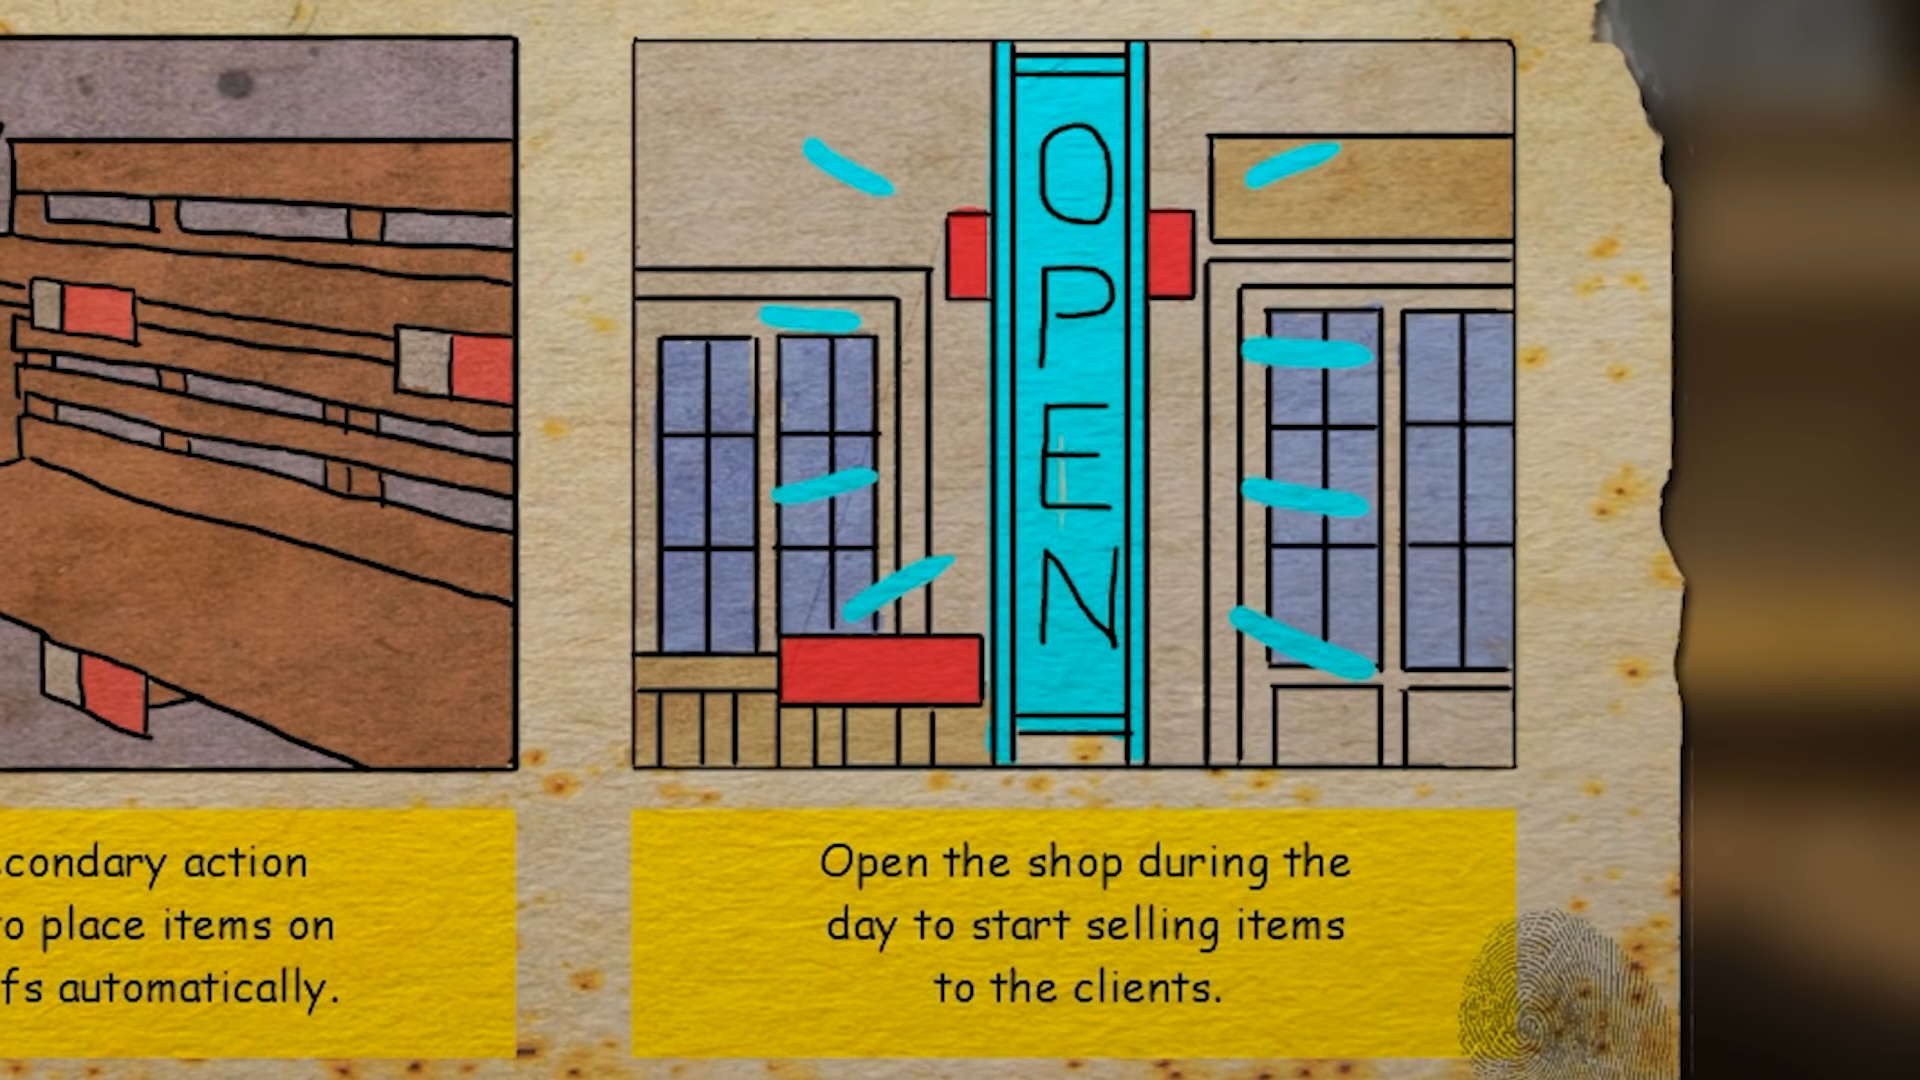 OPEN
condary action
o place items on
fs automatically.
Open the shop during the
day to start selling items
to the clients.